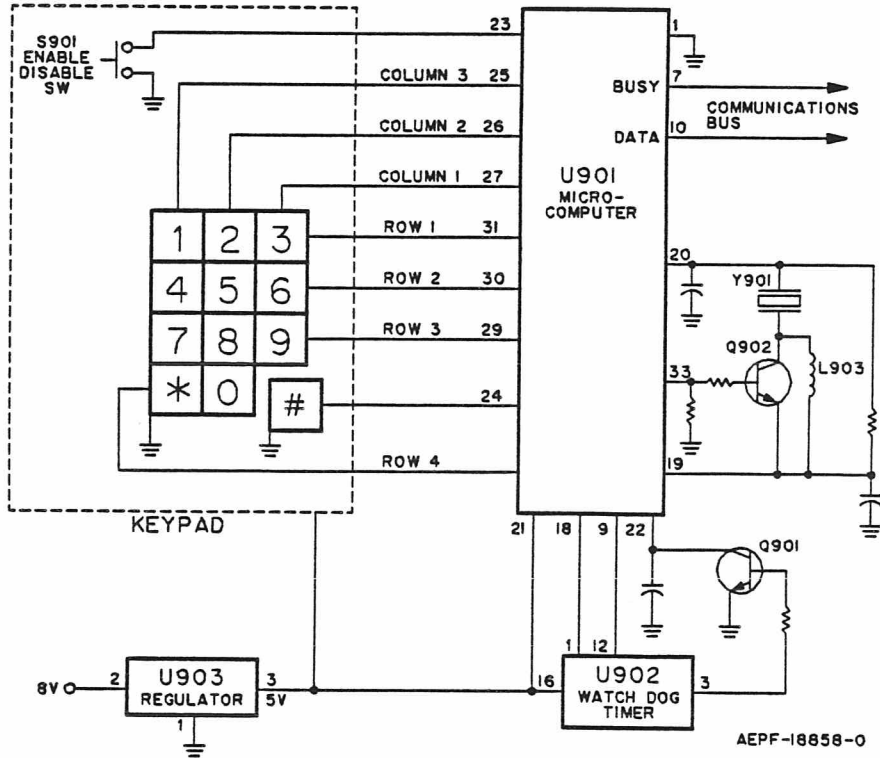 23
1
S901
ENABLE
DISABLE
SW
COLUMN 3 25
BUSY
7
COMMUNICATIONS
BUS
COLUMN 2 26
DATA
10
COLUMN 1 27
U901
MICRO-
COMPUTER
1 2 3
ROW 1 31
4 5 6
ROW 2 30
20
Y901
7 8 9
ROW 3 29
Q902
L903
33
* 0 #
24
ROW 4
19
KEYPAD
21 18 9 22
Q901
1 12
8V 2
U903
REGULATOR
3
5V
1
16
U902
WATCH DOG
TIMER
3
AEPF-18858-O